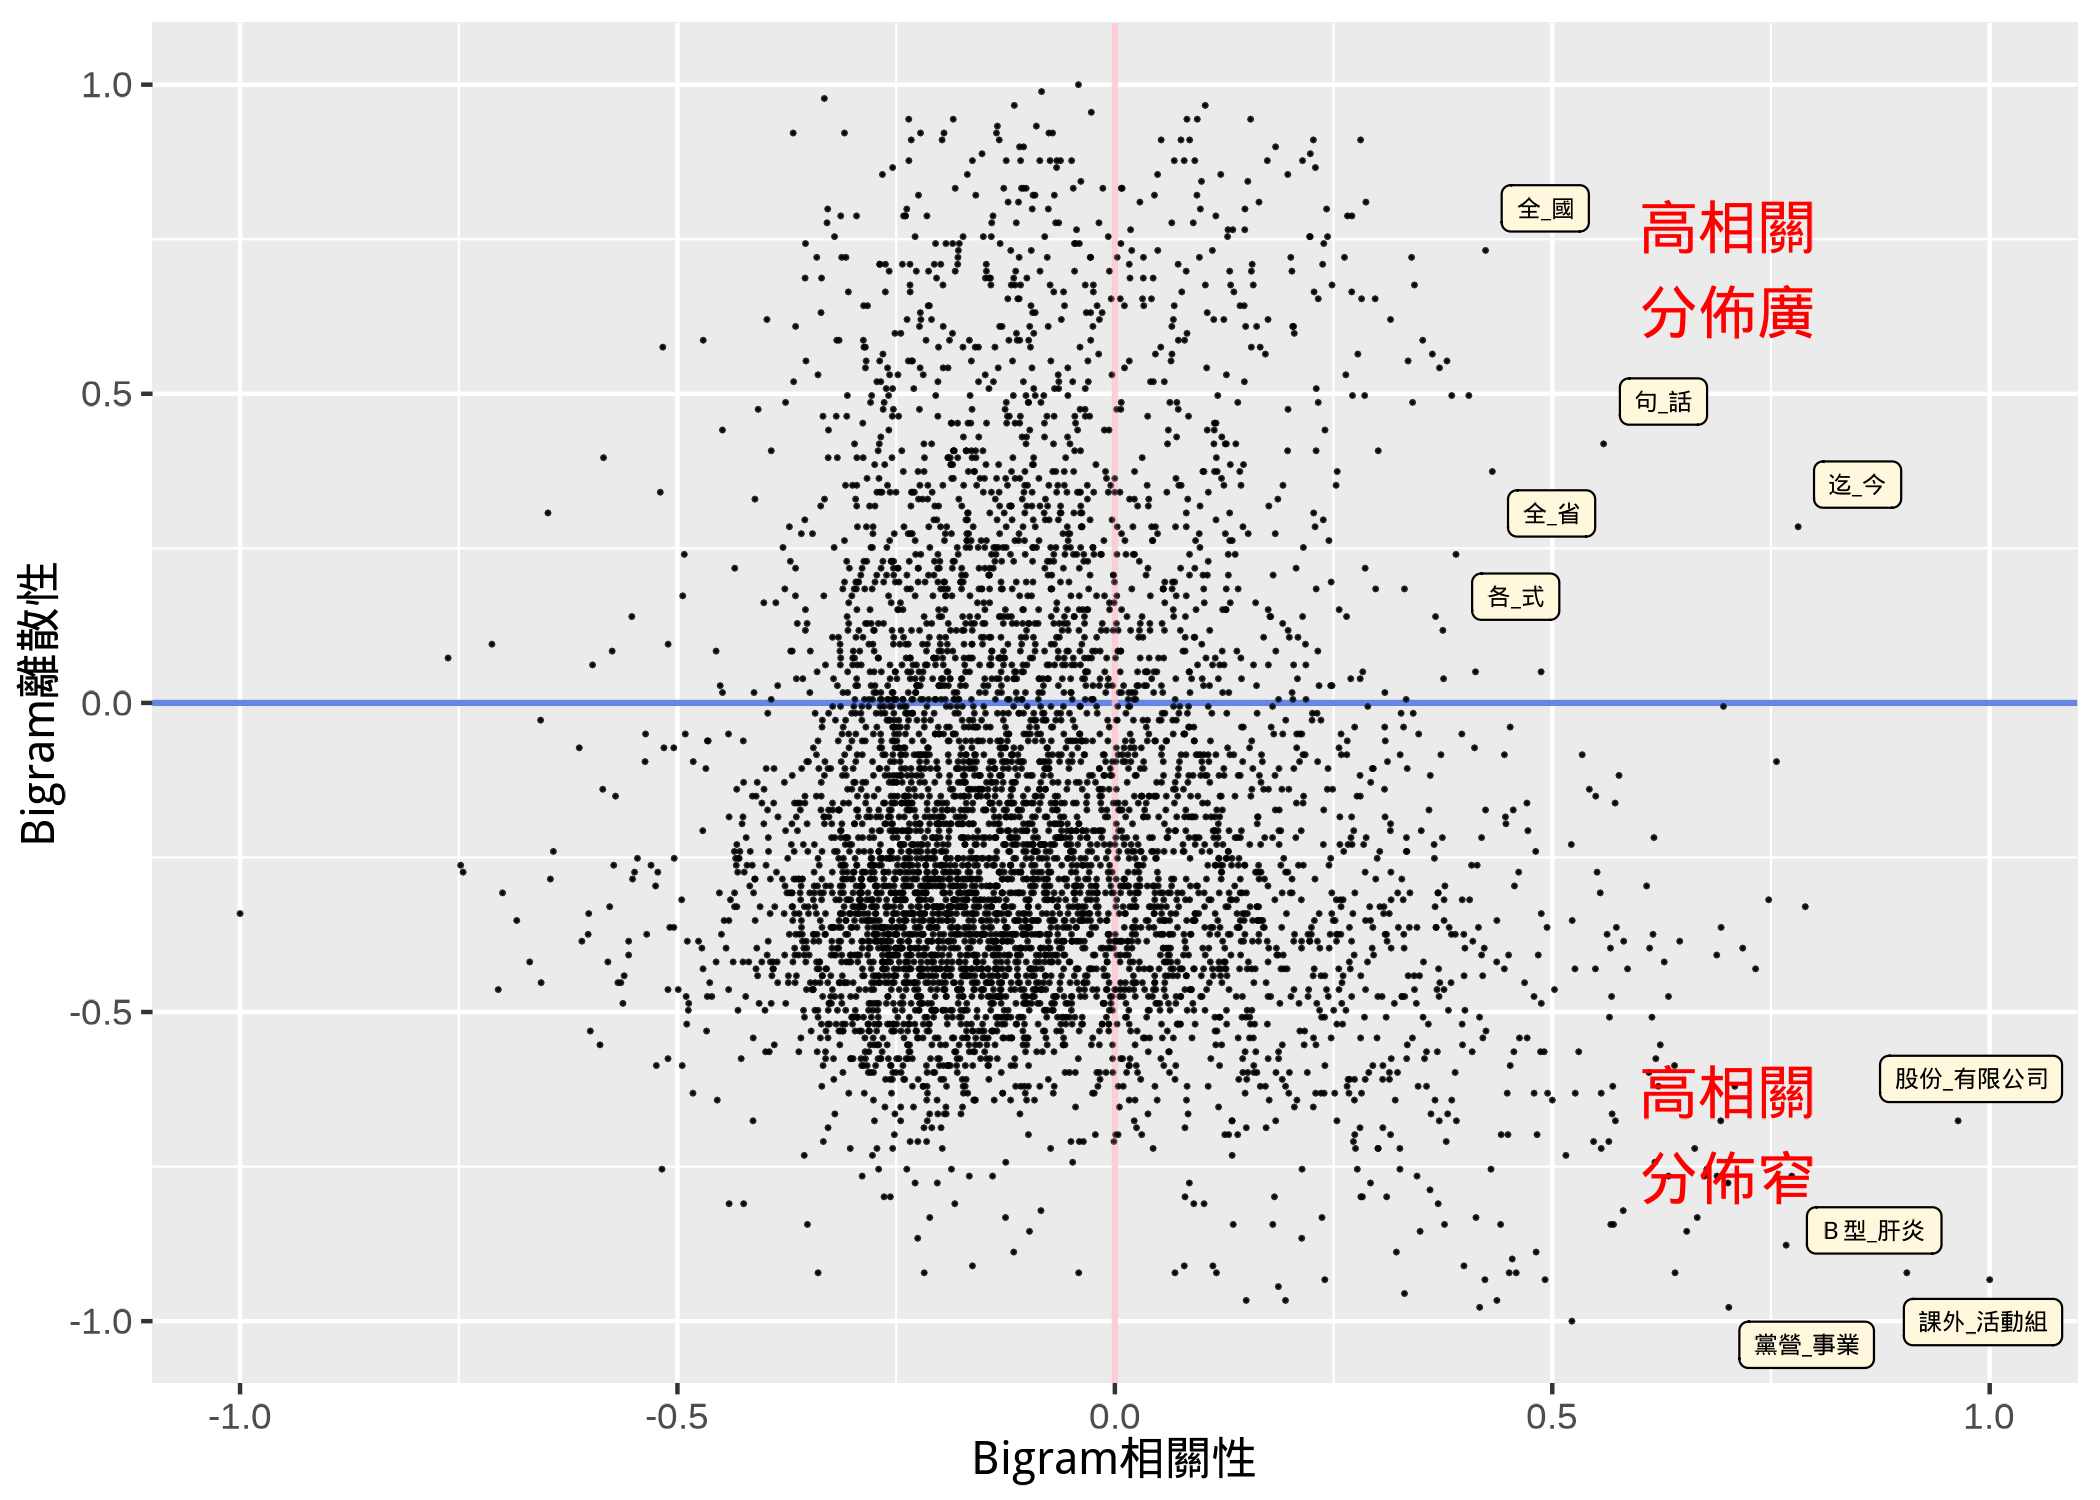 1.0
全_國
高相關
分佈廣
0.5
句_話
迄_今
全_省
各_式
Bigram離散性
0.0
-0.5
股份_有限公司
高相關
分佈窄
B型_肝炎
課外_活動組
-1.0
黨營_事業
-1.0
-0.5
0.0
0.5
1.0
Bigram相關性